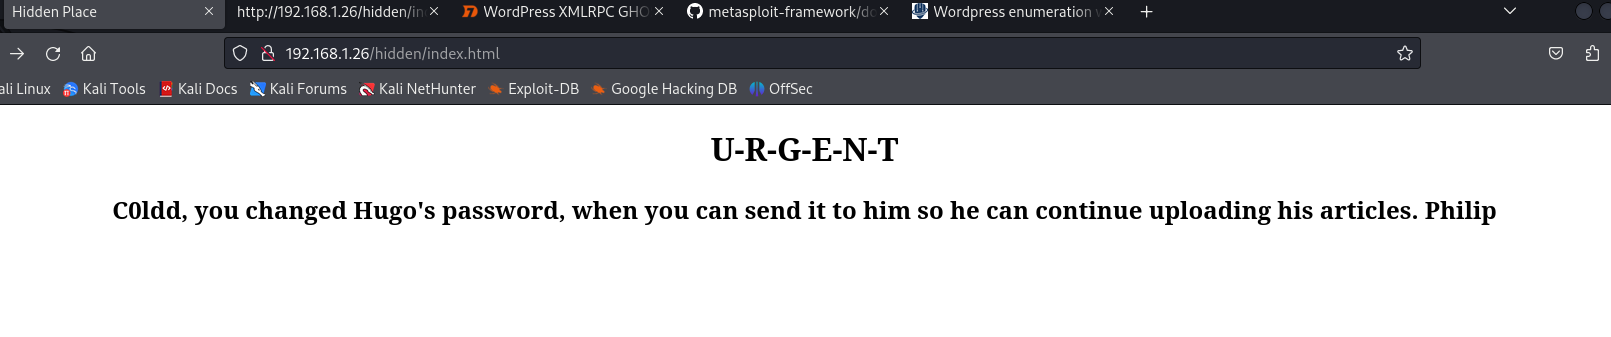 Hidden Place
http://192.168.1.26/hidden/in
WordPress XMLRPC GHO
metasploit-framework/do
Wordpress enumeration
192.168.1.26/hidden/index.html
ali Linux
Kali Tools
Kali Docs
Kali Forums
Kali NetHunter
Exploit-DB
Google Hacking DB
OffSec
U-R-G-E-N-T
C0ldd, you changed Hugo's password, when you can send it to him so he can continue uploading his articles. Philip